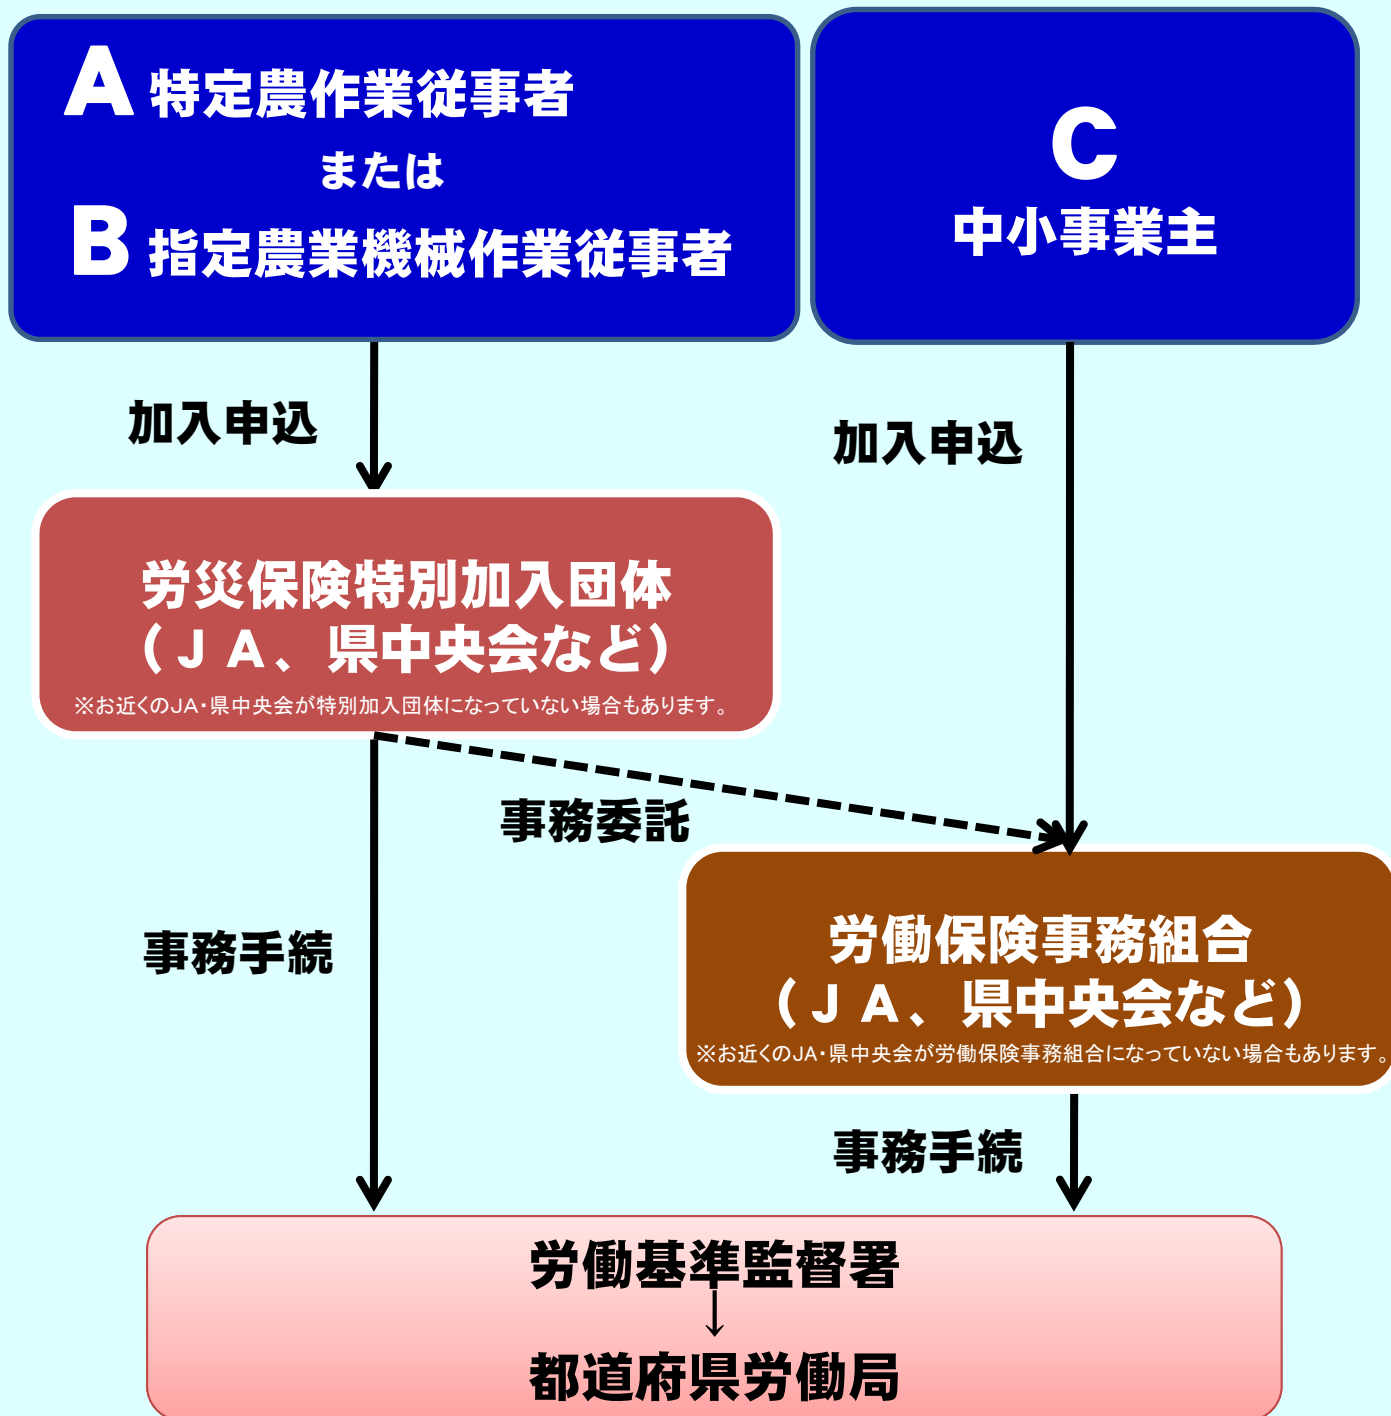 A 特定農作業従事者
または
B 指定農業機械作業従事者
C
中小事業主
加入申込
加入申込
労災保険特別加入団体
（ＪＡ、県中央会など）
※お近くのJA・県中央会が特別加入団体になっていない場合もあります。
事務委託
労働保険事務組合
（ＪＡ、県中央会など）
※お近くのJA・県中央会が労働保険事務組合になっていない場合もあります。
事務手続
事務手続
労働基準監督署
↓
都道府県労働局